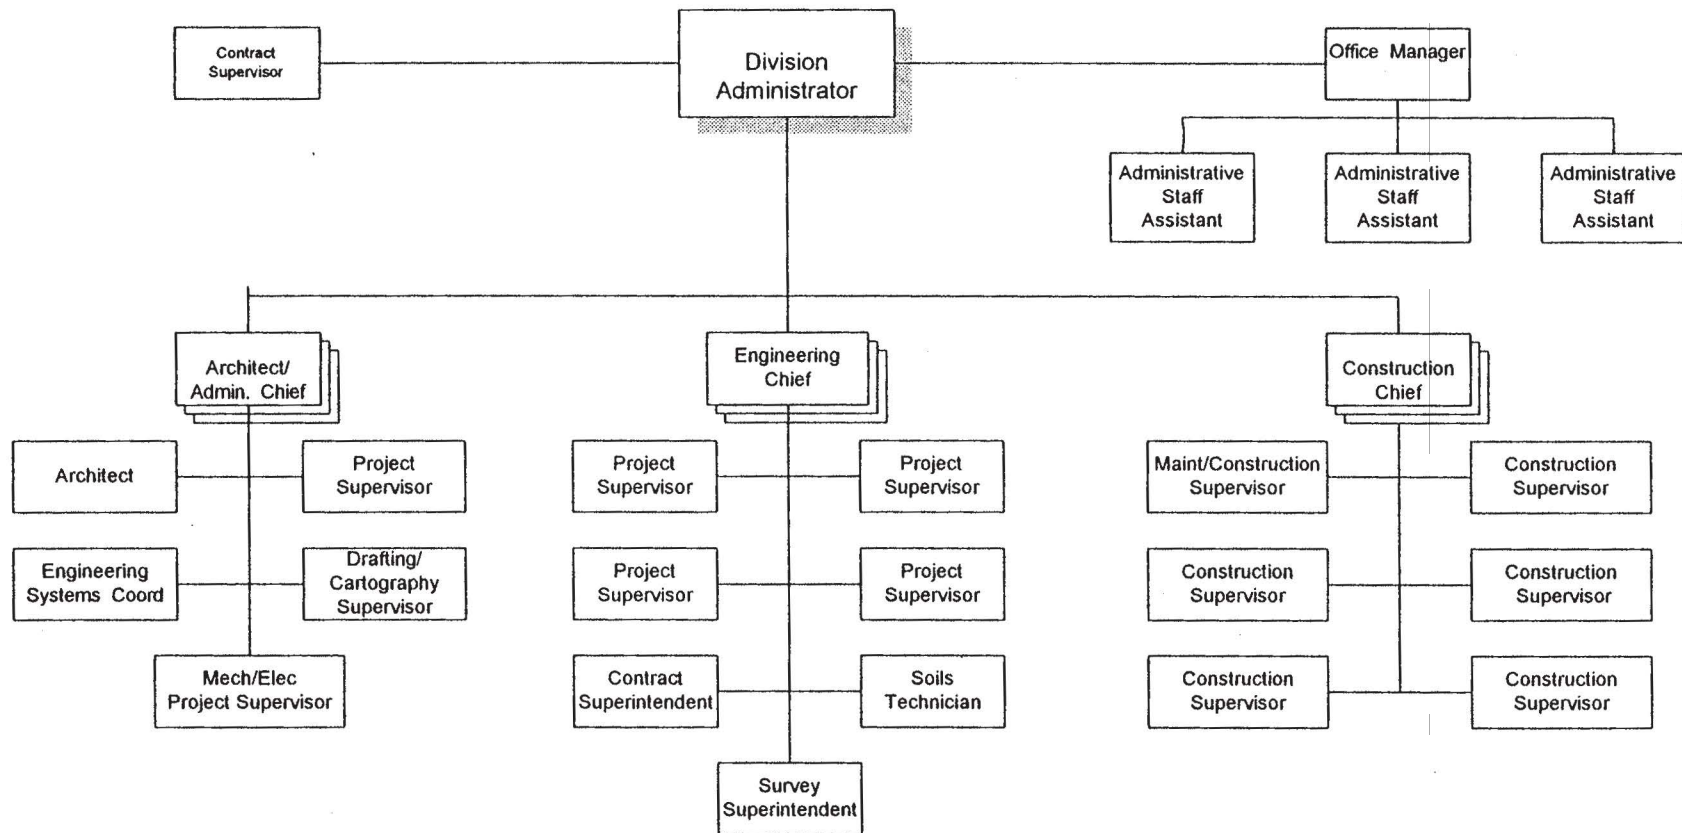 Contract
Supervisor
Division
Administrator
Office Manager
Administrative
Staff
Assistant
Administrative
Staff
Assistant
Administrative
Staff
Assistant
Architect/
Admin. Chief
Engineering
Chief
Construction
Chief
Architect
Project
Supervisor
Engineering
Systems Coord
Drafting/
Cartography
Supervisor
Mech/Elec
Project Supervisor
Project
Supervisor
Project
Supervisor
Project
Supervisor
Project
Supervisor
Contract
Superintendent
Soils
Technician
Survey
Superintendent
Maint/Construction
Supervisor
Construction
Supervisor
Construction
Supervisor
Construction
Supervisor
Construction
Supervisor
Construction
Supervisor